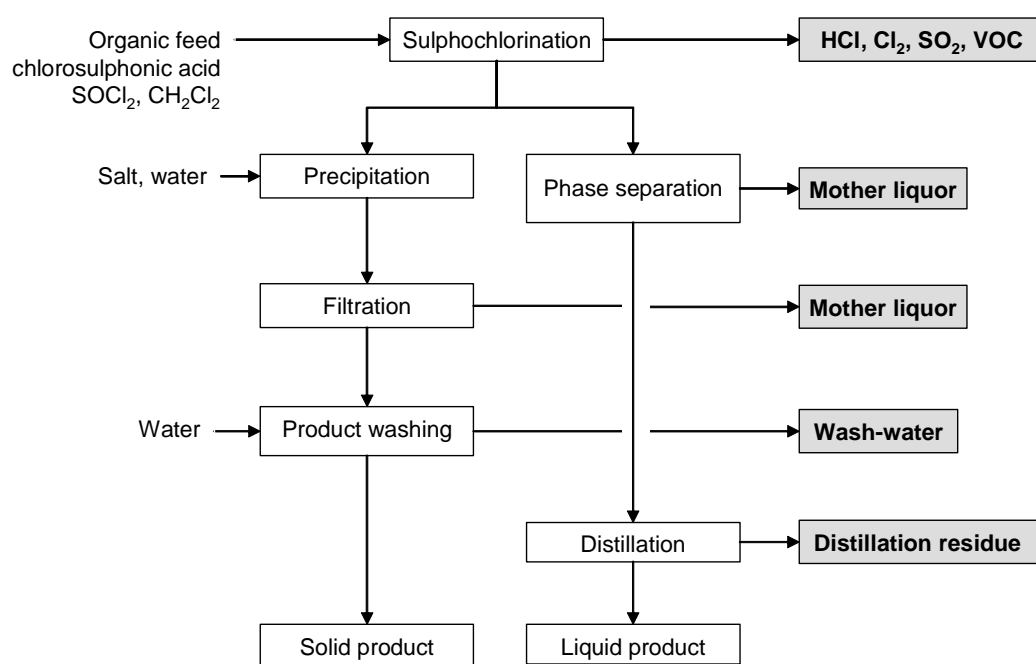 Sulphochlorination
HCl, Cl₂, SO₂, VOC
Organic feed
chlorosulphonic acid
SOCl₂, CH₂Cl₂
Salt, water
Precipitation
Phase separation
Mother liquor
Filtration
Mother liquor
Water
Product washing
Wash-water
Distillation
Distillation residue
Solid product
Liquid product